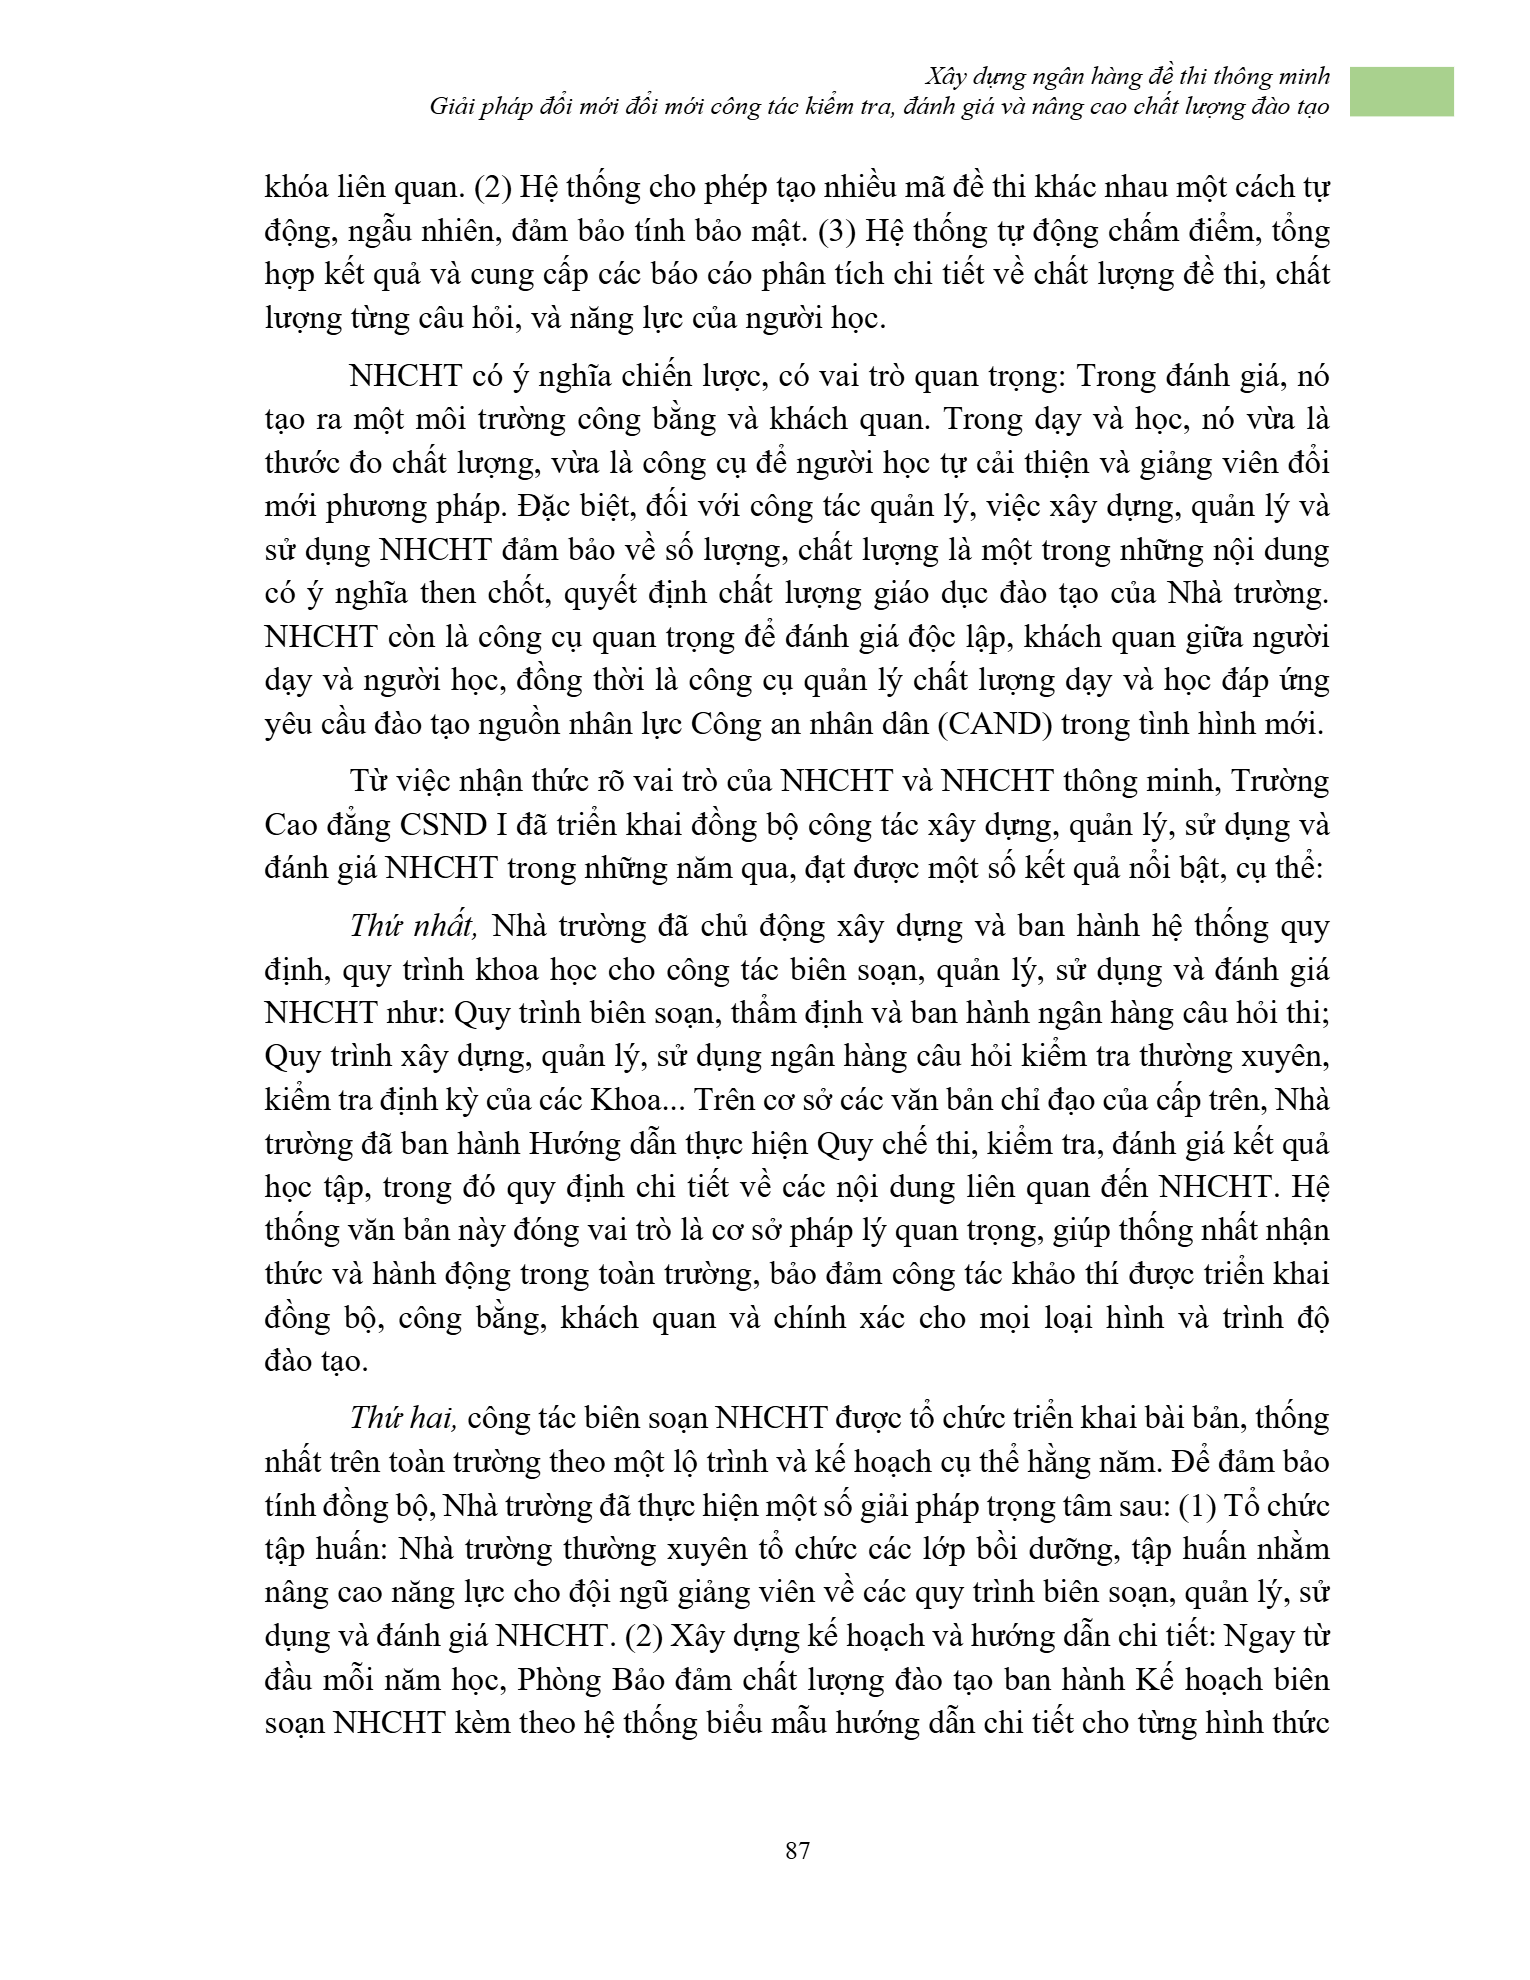 Xây dựng ngân hàng đề thi thông minh
Giải pháp đổi mới đổi mới công tác kiểm tra, đánh giá và nâng cao chất lượng đào tạo
khóa liên quan. (2) Hệ thống cho phép tạo nhiều mã đề thi khác nhau một cách tự
động, ngẫu nhiên, đảm bảo tính bảo mật. (3) Hệ thống tự động chấm điểm, tổng
hợp kết quả và cung cấp các báo cáo phân tích chi tiết về chất lượng đề thi, chất
lượng từng câu hỏi, và năng lực của người học.
NHCHT có ý nghĩa chiến lược, có vai trò quan trọng: Trong đánh giá, nó
tạo ra một môi trường công bằng và khách quan. Trong dạy và học, nó vừa là
thước đo chất lượng, vừa là công cụ để người học tự cải thiện và giảng viên đổi
mới phương pháp. Đặc biệt, đối với công tác quản lý, việc xây dựng, quản lý và
sử dụng NHCHT đảm bảo về số lượng, chất lượng là một trong những nội dung
có ý nghĩa then chốt, quyết định chất lượng giáo dục đào tạo của Nhà trường.
NHCHT còn là công cụ quan trọng để đánh giá độc lập, khách quan giữa người
dạy và người học, đồng thời là công cụ quản lý chất lượng dạy và học đáp ứng
yêu cầu đào tạo nguồn nhân lực Công an nhân dân (CAND) trong tình hình mới.
Từ việc nhận thức rõ vai trò của NHCHT và NHCHT thông minh, Trường
Cao đẳng CSND I đã triển khai đồng bộ công tác xây dựng, quản lý, sử dụng và
đánh giá NHCHT trong những năm qua, đạt được một số kết quả nổi bật, cụ thể:
Thứ nhất, Nhà trường đã chủ động xây dựng và ban hành hệ thống quy
định, quy trình khoa học cho công tác biên soạn, quản lý, sử dụng và đánh giá
NHCHT như: Quy trình biên soạn, thẩm định và ban hành ngân hàng câu hỏi thi;
Quy trình xây dựng, quản lý, sử dụng ngân hàng câu hỏi kiểm tra thường xuyên,
kiểm tra định kỳ của các Khoa... Trên cơ sở các văn bản chỉ đạo của cấp trên, Nhà
trường đã ban hành Hướng dẫn thực hiện Quy chế thi, kiểm tra, đánh giá kết quả
học tập, trong đó quy định chi tiết về các nội dung liên quan đến NHCHT. Hệ
thống văn bản này đóng vai trò là cơ sở pháp lý quan trọng, giúp thống nhất nhận
thức và hành động trong toàn trường, bảo đảm công tác khảo thí được triển khai
đồng bộ, công bằng, khách quan và chính xác cho mọi loại hình và trình độ
đào tạo.
Thứ hai, công tác biên soạn NHCHT được tổ chức triển khai bài bản, thống
nhất trên toàn trường theo một lộ trình và kế hoạch cụ thể hằng năm. Để đảm bảo
tính đồng bộ, Nhà trường đã thực hiện một số giải pháp trọng tâm sau: (1) Tổ chức
tập huấn: Nhà trường thường xuyên tổ chức các lớp bồi dưỡng, tập huấn nhằm
nâng cao năng lực cho đội ngũ giảng viên về các quy trình biên soạn, quản lý, sử
dụng và đánh giá NHCHT. (2) Xây dựng kế hoạch và hướng dẫn chi tiết: Ngay từ
đầu mỗi năm học, Phòng Bảo đảm chất lượng đào tạo ban hành Kế hoạch biên
soạn NHCHT kèm theo hệ thống biểu mẫu hướng dẫn chi tiết cho từng hình thức
87